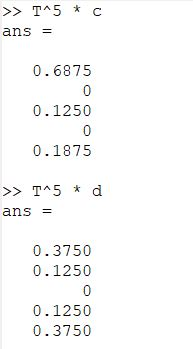 >> T^5 * c
ans =
0.6875
0
0.1250
0
0.1875
>> T^5 * d
ans =
0.3750
0.1250
0
0.1250
0.3750